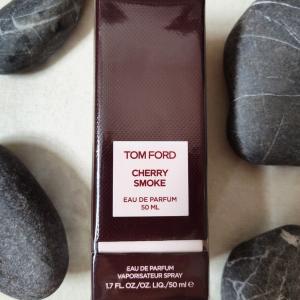 TOM FORD
CHERRY
SMOKE
EAU DE PARFUM
50 ML
EAU DE PARFUM
VAPORISATEUR SPRAY
1.7 FL. OZ./OZ. LIQ./50 ml ℮